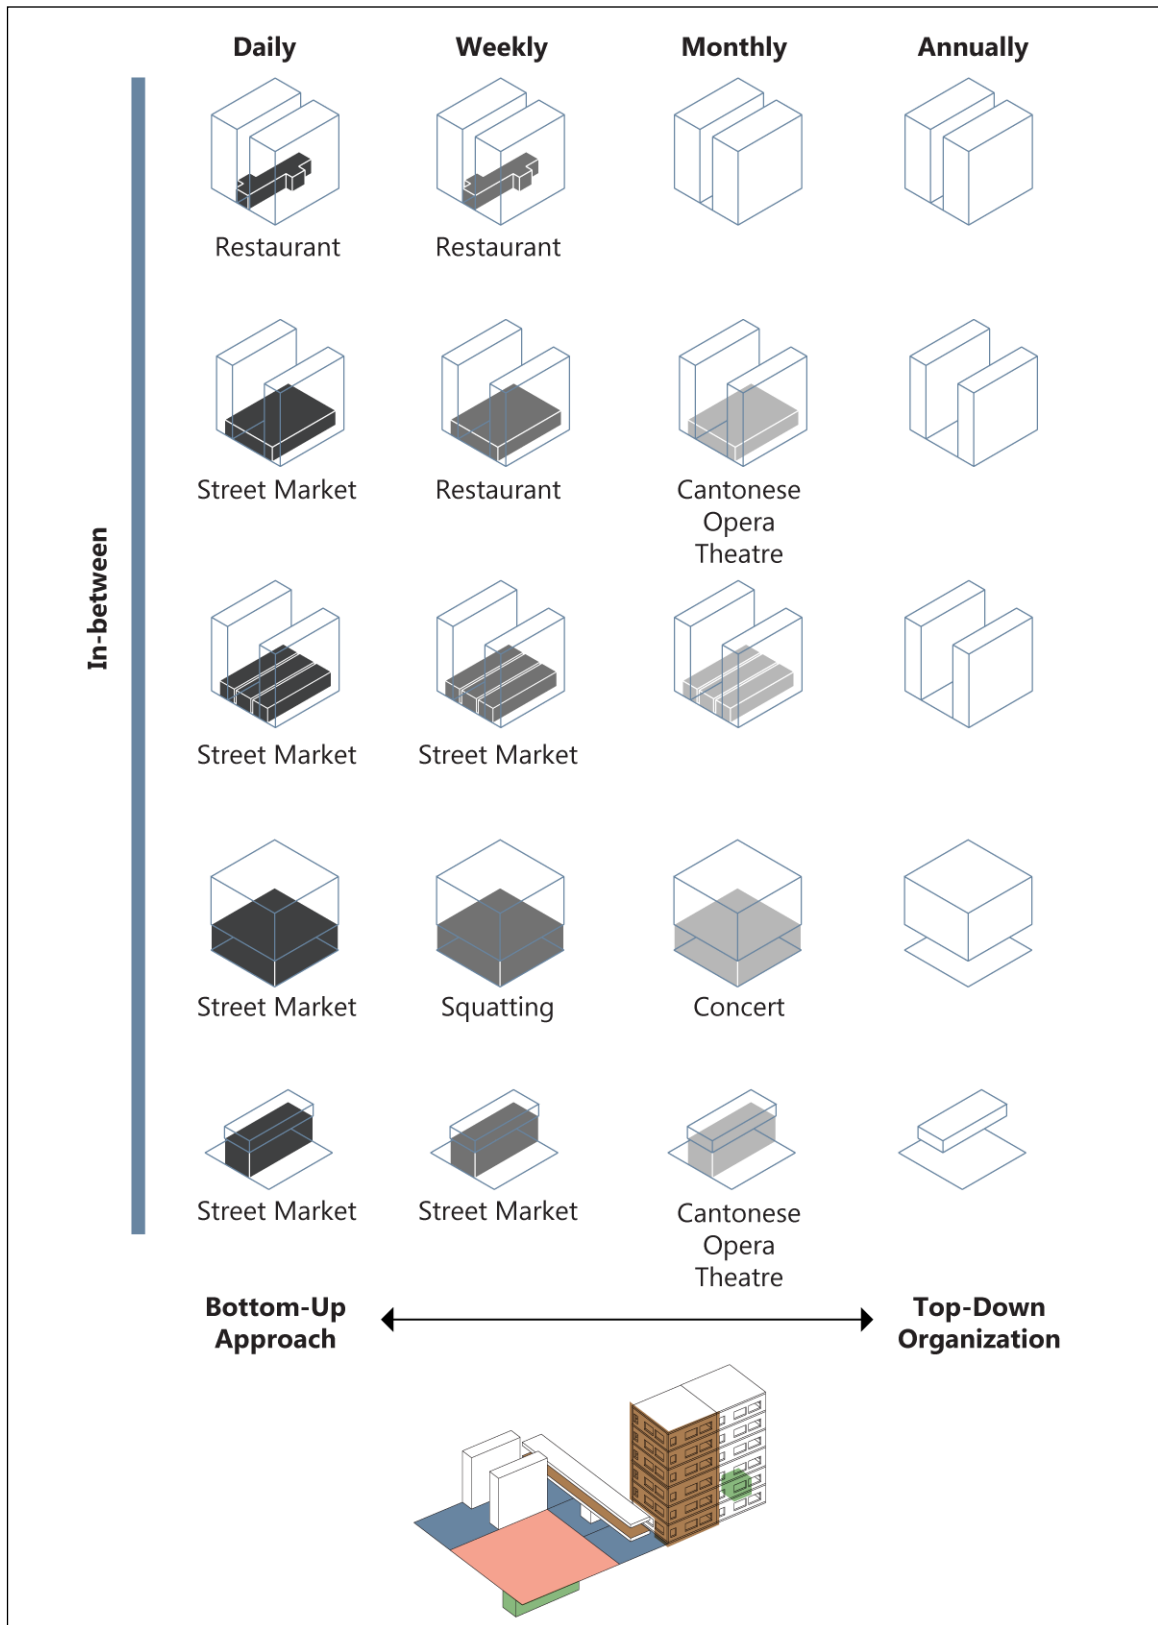 Daily Weekly Monthly Annually
In-between
Restaurant Restaurant
Street Market Restaurant Cantonese
Opera
Theatre
Street Market Street Market
Street Market Squatting Concert
Street Market Street Market Cantonese
Opera
Theatre
Bottom-Up
Approach
Top-Down
Organization